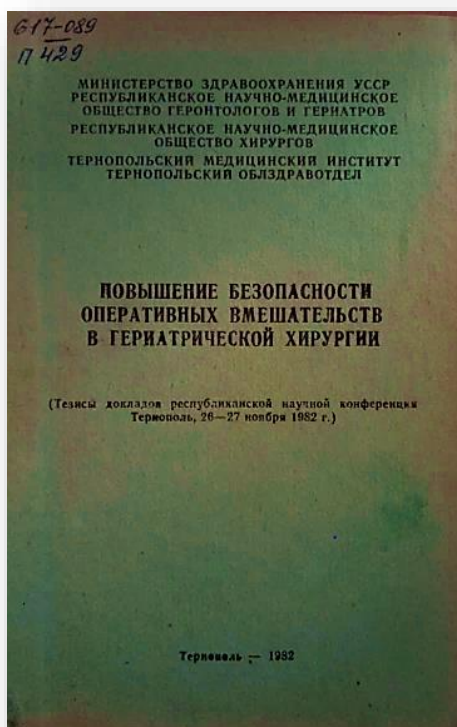 617-089
П 429
МИНИСТЕРСТВО ЗДРАВООХРАНЕНИЯ УССР
РЕСПУБЛИКАНСКОЕ НАУЧНО-МЕДИЦИНСКОЕ
ОБЩЕСТВО ГЕРОНТОЛОГОВ И ГЕРИАТРОВ
РЕСПУБЛИКАНСКОЕ НАУЧНО-МЕДИЦИНСКОЕ
ОБЩЕСТВО ХИРУРГОВ
ТЕРНОПОЛЬСКИЙ МЕДИЦИНСКИЙ ИНСТИТУТ
ТЕРНОПОЛЬСКИЙ ОБЛЗДРАВОТДЕЛ
ПОВЫШЕНИЕ БЕЗОПАСНОСТИ
ОПЕРАТИВНЫХ ВМЕШАТЕЛЬСТВ
В ГЕРИАТРИЧЕСКОЙ ХИРУРГИИ
(Тезисы докладов республиканской научной конференции
Тернополь, 26—27 ноября 1982 г.)
Тернополь — 1982